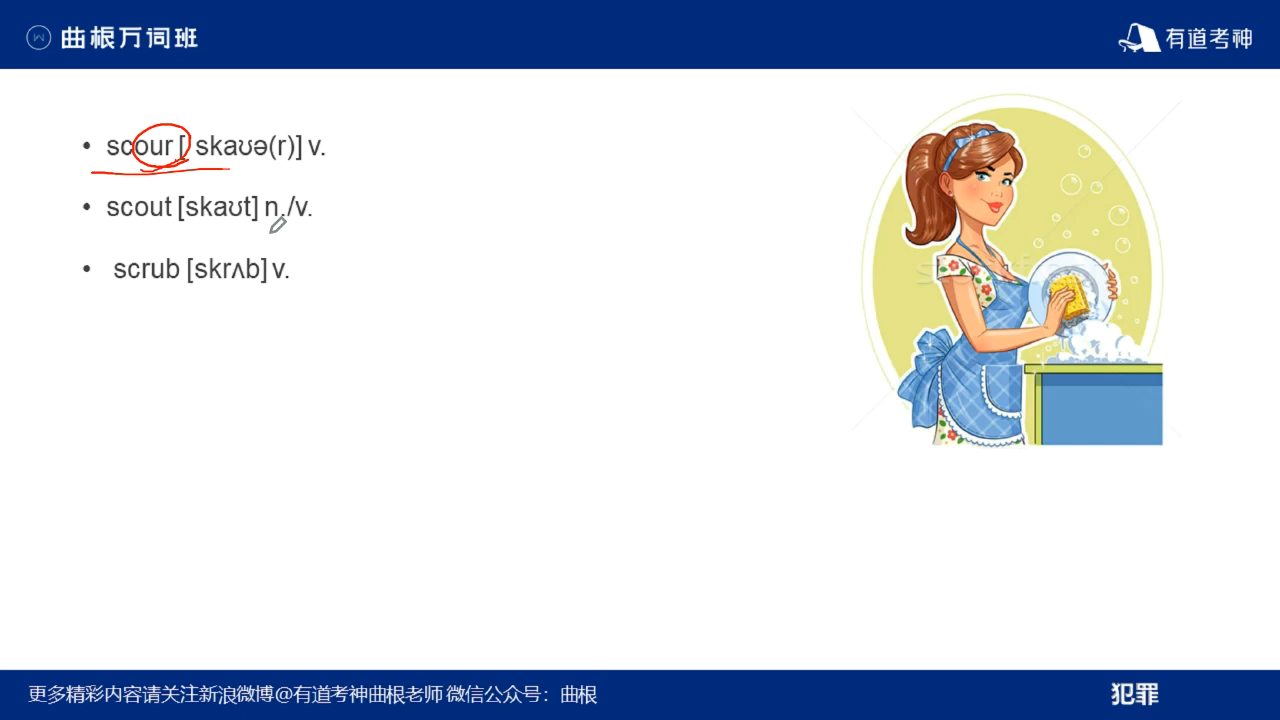 曲根万词班
有道考神
• scour [ skaʊə(r)] v.
• scout [skaʊt] n./v.
• scrub [skrʌb] v.
更多精彩内容请关注新浪微博@有道考神曲根老师 微信公众号：曲根
犯罪